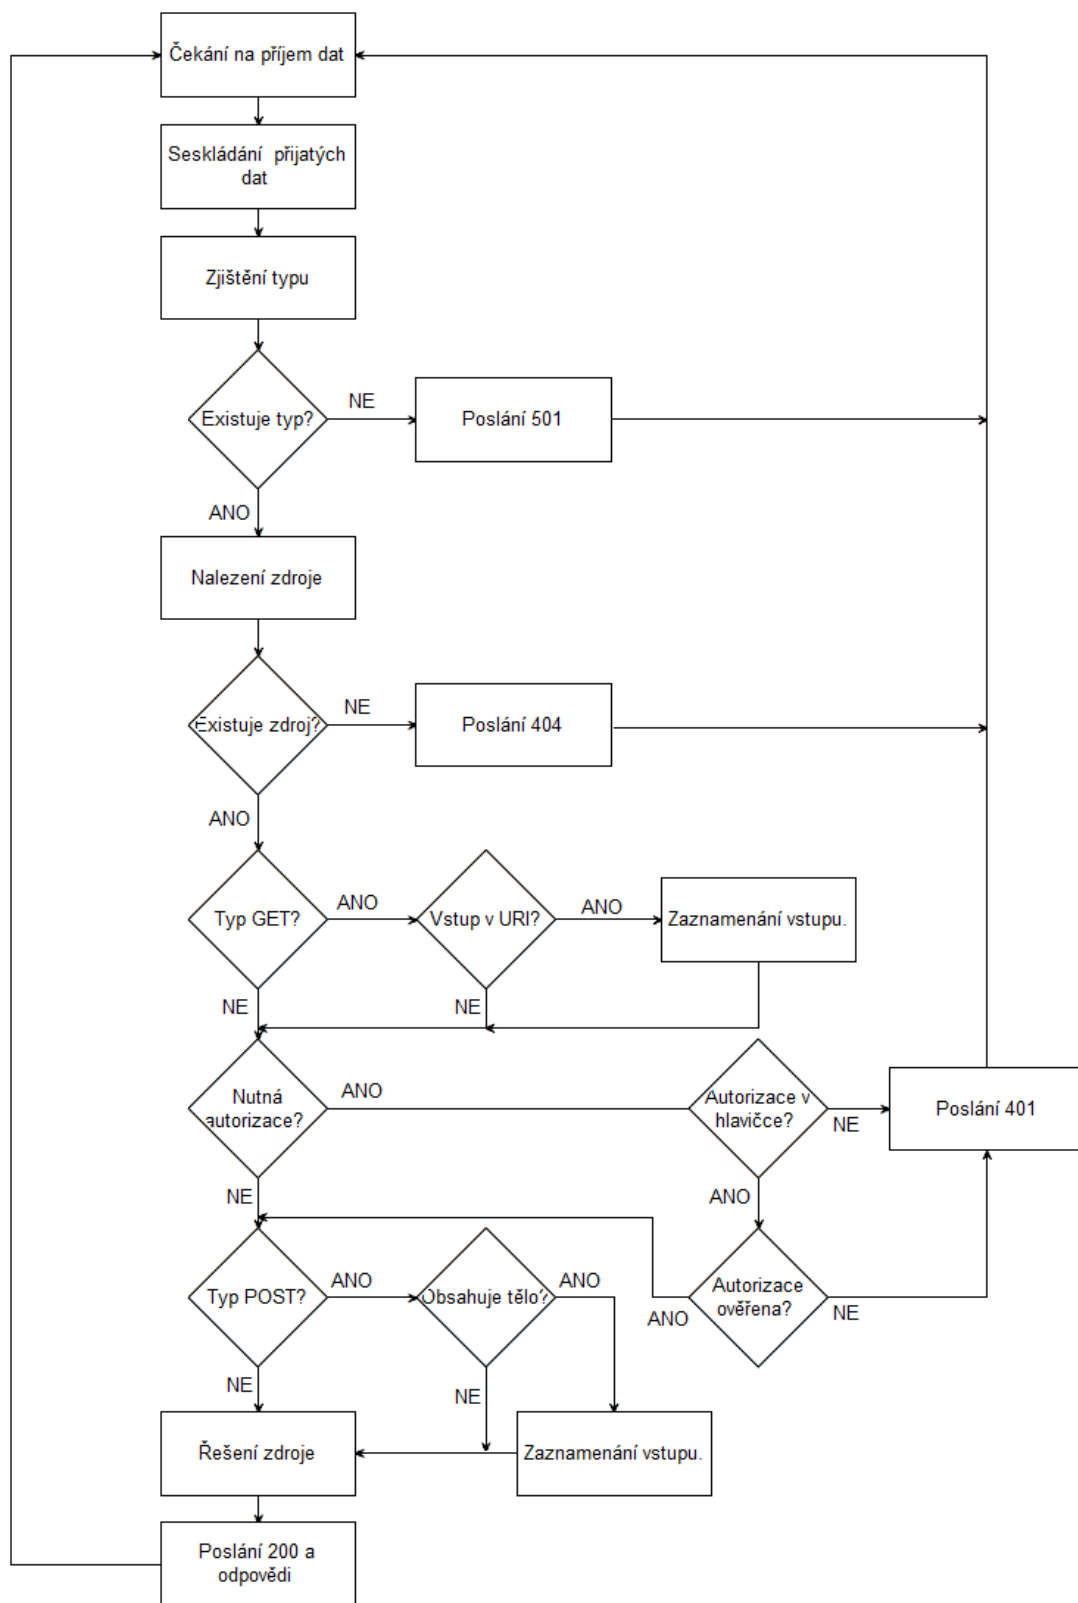 Čekání na příjem dat
Seskládání přijatých
dat
Zjištění typu
Existuje typ?
NE
Poslání 501
ANO
Nalezení zdroje
Existuje zdroj?
NE
Poslání 404
ANO
Typ GET?
ANO
Vstup v URI?
ANO
Zaznamenání vstupu.
NE
NE
Nutná
autorizace?
ANO
Autorizace v
hlavičce?
NE
Poslání 401
NE
ANO
Typ POST?
ANO
Obsahuje tělo?
ANO
ANO
Autorizace
ověřena?
NE
NE
NE
Řešení zdroje
Zaznamenání vstupu.
Poslání 200 a
odpovědi